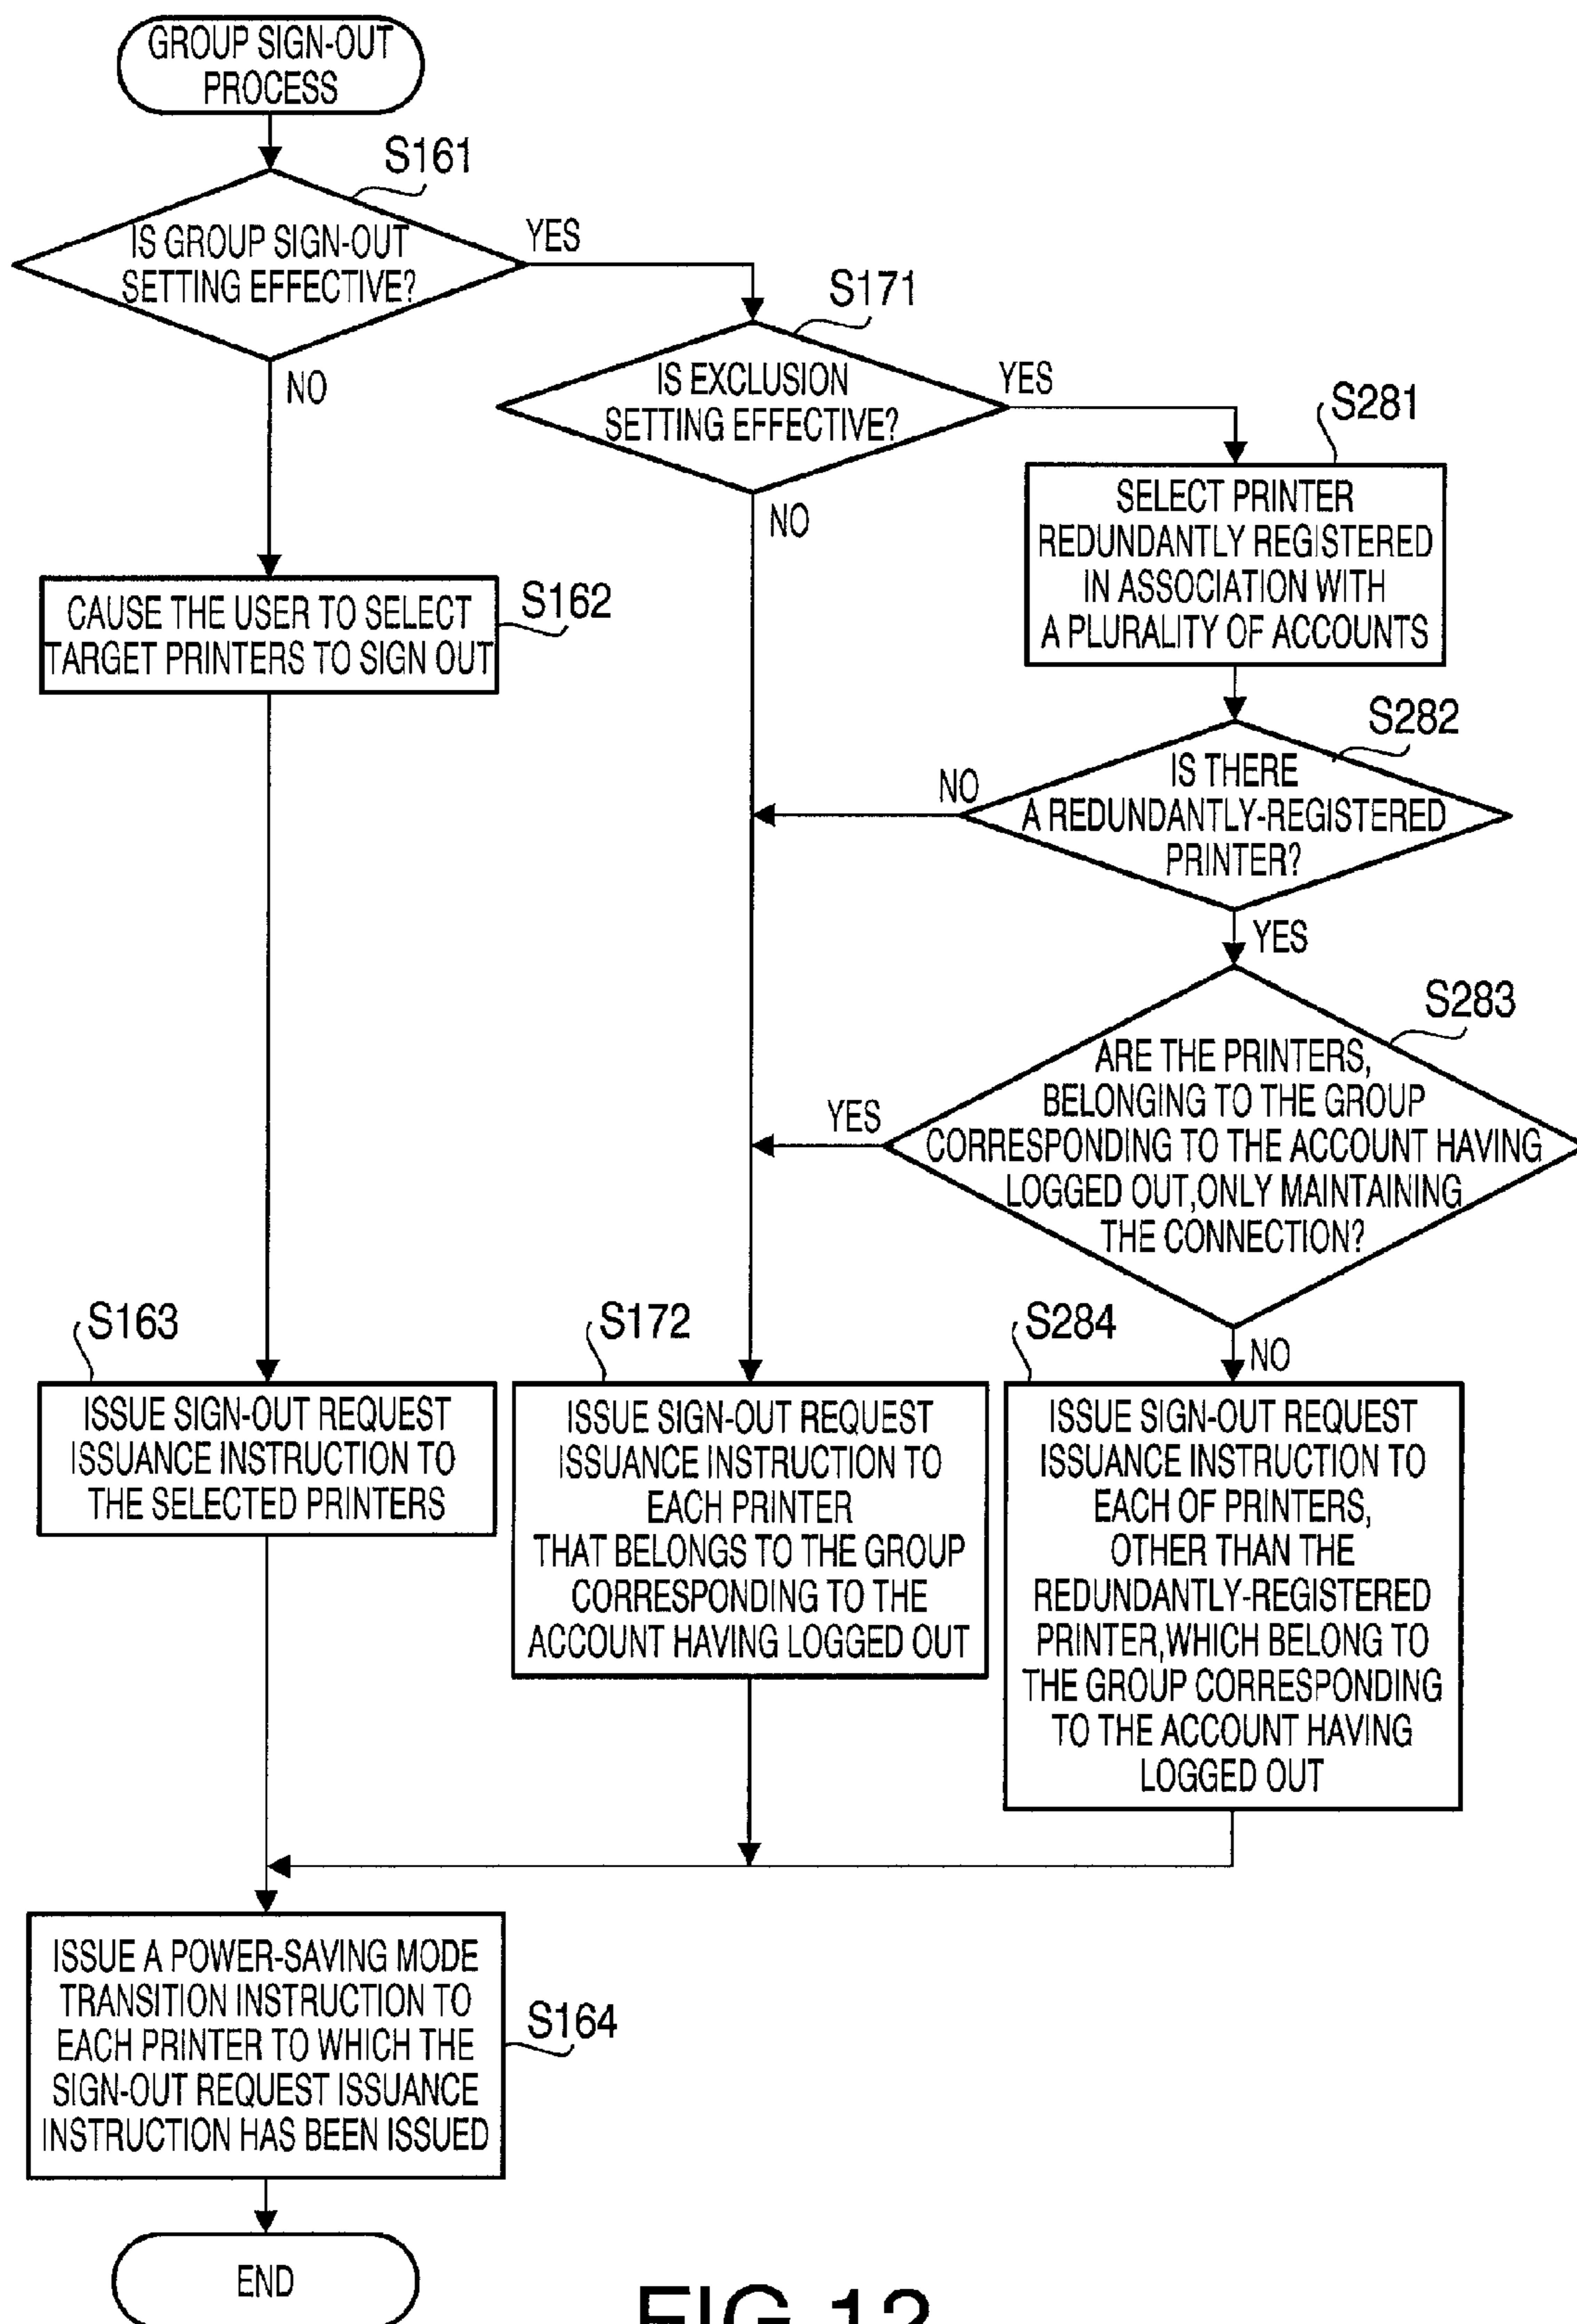 GROUP SIGN-OUT
PROCESS
S161
IS GROUP SIGN-OUT
SETTING EFFECTIVE?
YES
NO
S171
IS EXCLUSION
SETTING EFFECTIVE?
YES
NO
S281
SELECT PRINTER
REDUNDANTLY REGISTERED
IN ASSOCIATION WITH
A PLURALITY OF ACCOUNTS
S162
CAUSE THE USER TO SELECT
TARGET PRINTERS TO SIGN OUT
S282
IS THERE
A REDUNDANTLY-REGISTERED
PRINTER?
NO
YES
S283
ARE THE PRINTERS,
BELONGING TO THE GROUP
CORRESPONDING TO THE ACCOUNT HAVING
LOGGED OUT, ONLY MAINTAINING
THE CONNECTION?
YES
NO
S163
ISSUE SIGN-OUT REQUEST
ISSUANCE INSTRUCTION TO
THE SELECTED PRINTERS
S172
ISSUE SIGN-OUT REQUEST
ISSUANCE INSTRUCTION TO
EACH PRINTER
THAT BELONGS TO THE GROUP
CORRESPONDING TO THE
ACCOUNT HAVING LOGGED OUT
S284
ISSUE SIGN-OUT REQUEST
ISSUANCE INSTRUCTION TO
EACH OF PRINTERS,
OTHER THAN THE
REDUNDANTLY-REGISTERED
PRINTER, WHICH BELONG TO
THE GROUP CORRESPONDING
TO THE ACCOUNT HAVING
LOGGED OUT
ISSUE A POWER-SAVING MODE
TRANSITION INSTRUCTION TO
EACH PRINTER TO WHICH THE
SIGN-OUT REQUEST ISSUANCE
INSTRUCTION HAS BEEN ISSUED
S164
END
FIG.12